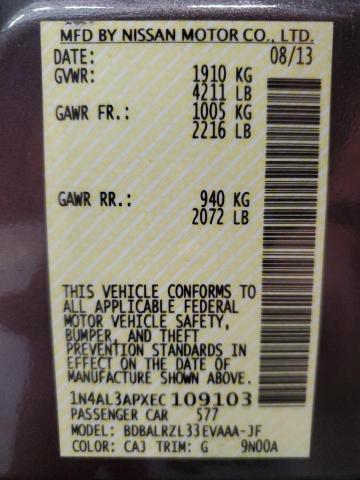 MFD BY NISSAN MOTOR CO., LTD.
DATE: 08/13
GVWR: 1910 KG
4211 LB
GAWR FR.: 1005 KG
2216 LB
GAWR RR.: 940 KG
2072 LB
THIS VEHICLE CONFORMS TO
ALL APPLICABLE FEDERAL
MOTOR VEHICLE SAFETY,
BUMPER, AND THEFT
PREVENTION STANDARDS IN
EFFECT ON THE DATE OF
MANUFACTURE SHOWN ABOVE.
1N4AL3APXEC109103
PASSENGER CAR 577
MODEL: BDBALRZL33EVAAA-JF
COLOR: CAJ TRIM: G 9N00A